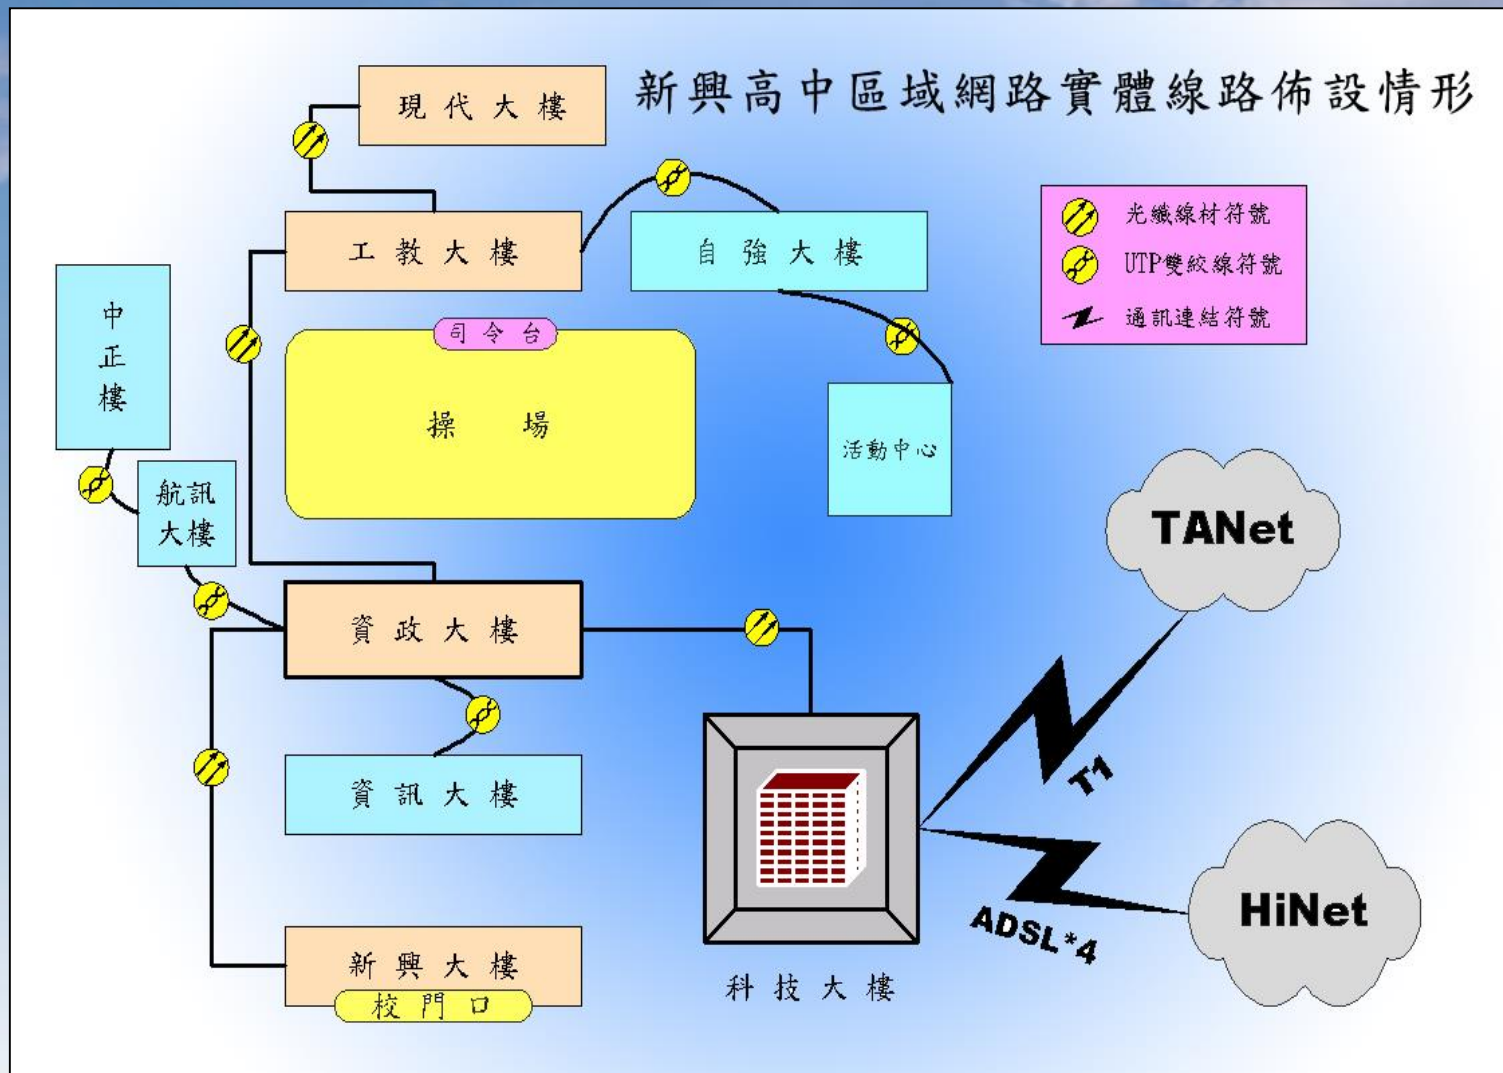 新興高中區域網路實體線路佈設情形
現代大樓
光纖線材符號
UTP雙絞線符號
通訊連結符號
工教大樓
自強大樓
中正樓
司令台
操場
活動中心
航訊
大樓
TANet
T1
資政大樓
資訊大樓
HiNet
ADSL*4
新興大樓
校門口
科技大樓